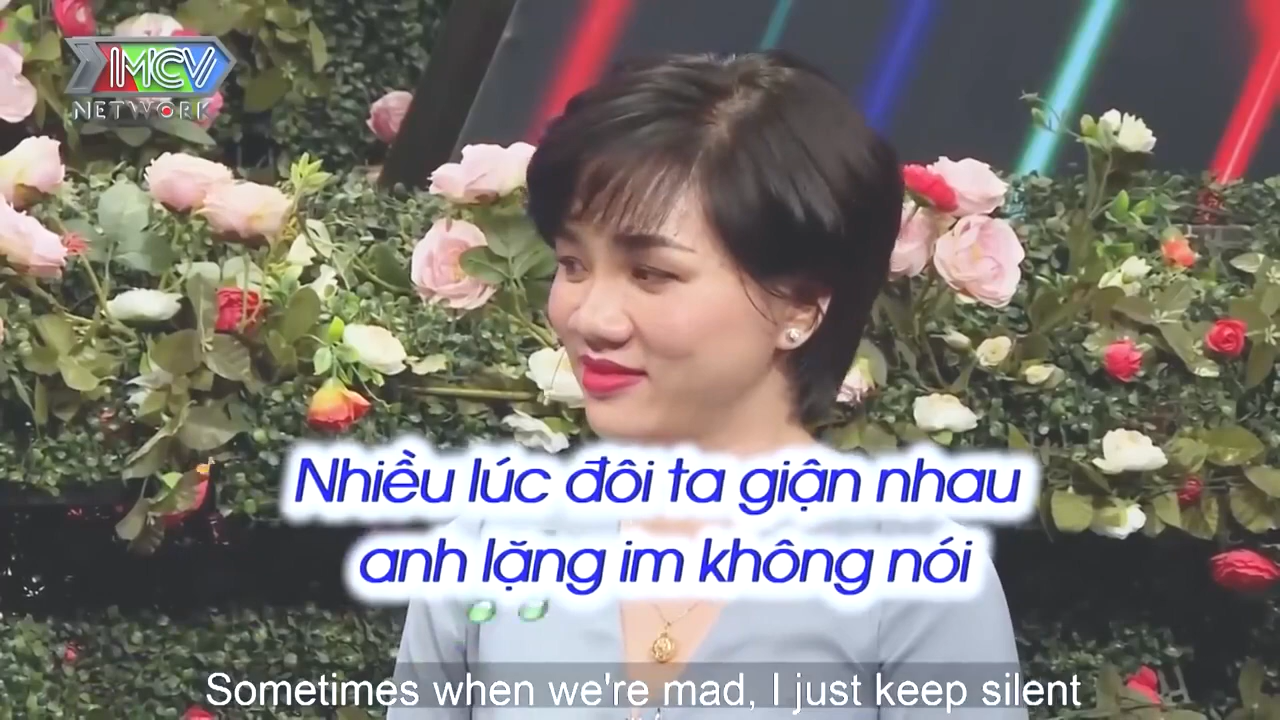 MCV
NETWORK
Nhiều lúc đôi ta giận nhau
anh lặng im không nói
Sometimes when we're mad, I just keep silent